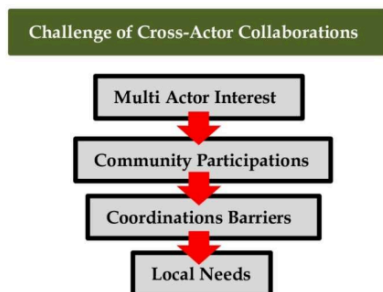 Challenge of Cross-Actor Collaborations
Multi Actor Interest
Community Participations
Coordinations Barriers
Local Needs